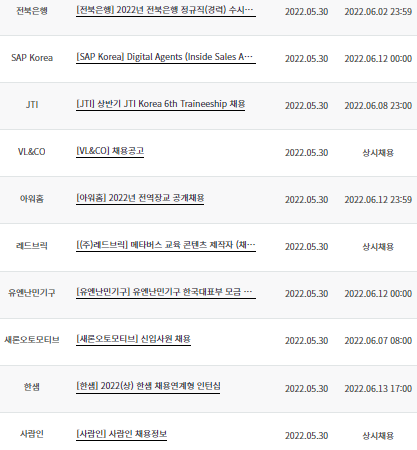 전북은행 [전북은행] 2022년 전북은행 정규직(경력) 수시⋯ 2022.05.30 2022.06.02 23:59
SAP Korea [SAP Korea] Digital Agents (Inside Sales A⋯ 2022.05.30 2022.06.12 00:00
JTI [JTI] 상반기 JTI Korea 6th Traineeship 채용 2022.05.30 2022.06.08 23:00
VL&CO [VL&CO] 채용공고 2022.05.30 상시채용
아워홈 [아워홈] 2022년 전역장교 공개채용 2022.05.30 2022.06.12 23:59
레드브릭 [(주)레드브릭] 메타버스 교육 콘텐츠 제작자 (채⋯ 2022.05.30 상시채용
유엔난민기구 [유엔난민기구] 유엔난민기구 한국대표부 모금 ⋯ 2022.05.30 2022.06.12 00:00
새론오토모티브 [새론오토모티브] 신입사원 채용 2022.05.30 2022.06.07 08:00
한샘 [한샘] 2022(상) 한샘 채용연계형 인턴십 2022.05.30 2022.06.13 17:00
사람인 [사람인] 사람인 채용정보 2022.05.30 상시채용